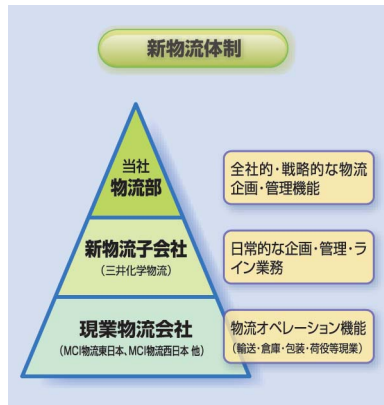 新物流体制
当社
物流部
全社的・戦略的な物流
企画・管理機能
新物流子会社
(三井化学物流)
日常的な企画・管理・ラ
イン業務
現業物流会社
(MCI物流東日本、MCI物流西日本 他)
物流オペレーション機能
(輸送・倉庫・包装・荷役等現業)